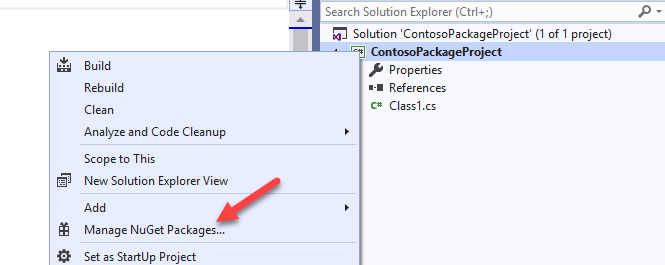 Search Solution Explorer (Ctrl+;)
Solution 'ContosoPackageProject' (1 of 1 project)
C# ContosoPackageProject
Properties
References
C# Class1.cs
Build
Rebuild
Clean
Analyze and Code Cleanup
Scope to This
New Solution Explorer View
Add
Manage NuGet Packages...
Set as StartUp Project